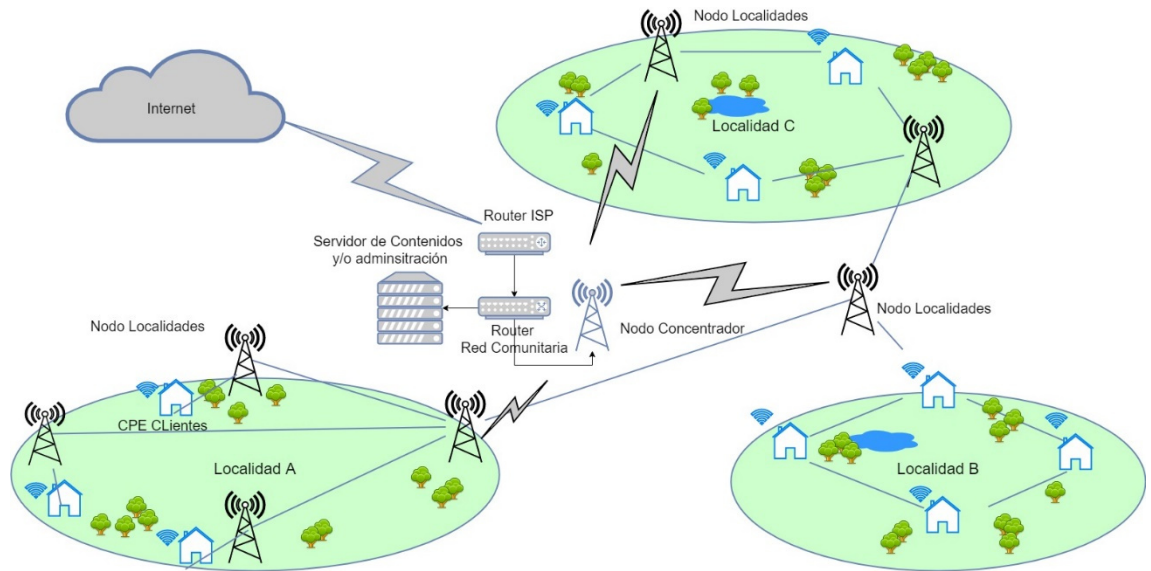 Nodo Localidades
Internet
Localidad C
Router ISP
Servidor de Contenidos
y/o adminsitración
Router
Red Comunitaria
Nodo Concentrador
Nodo Localidades
Nodo Localidades
CPE CLientes
Localidad A
Localidad B